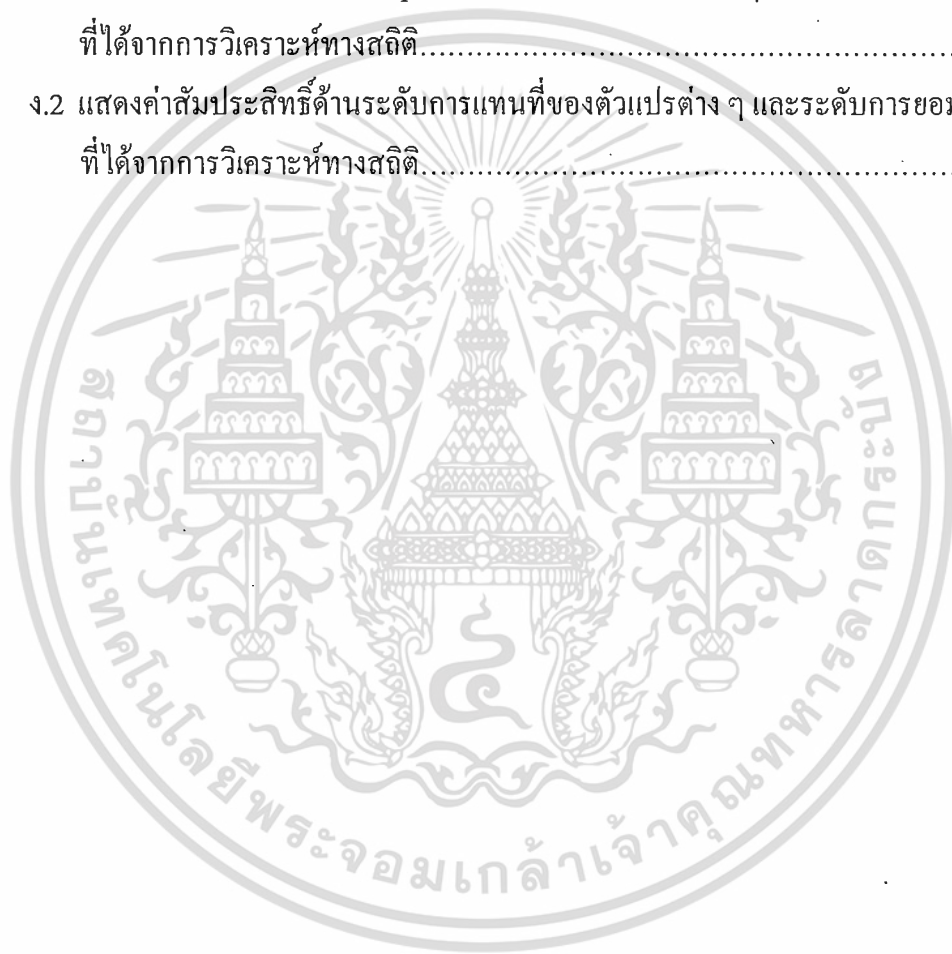 ที่ได้จากการวิเคราะห์ทางสถิติ........................................................................
ง.2 แสดงค่าสัมประสิทธิ์ด้านระดับการแทนที่ของตัวแปรต่าง ๆ และระดับการยอม
ที่ได้จากการวิเคราะห์ทางสถิติ........................................................................
สถาบันเทคโนโลยีพระจอมเกล้าเจ้าคุณทหารลาดกระบัง